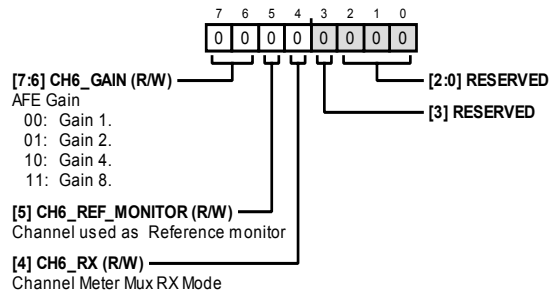 7 6 5 4 3 2 1 0
0 0 0 0 0 0 0 0
[7:6] CH6_GAIN (R/W)
AFE Gain
00: Gain 1.
01: Gain 2.
10: Gain 4.
11: Gain 8.
[5] CH6_REF_MONITOR (R/W)
Channel used as Reference monitor
[4] CH6_RX (R/W)
Channel Meter Mux RX Mode
[2:0] RESERVED
[3] RESERVED